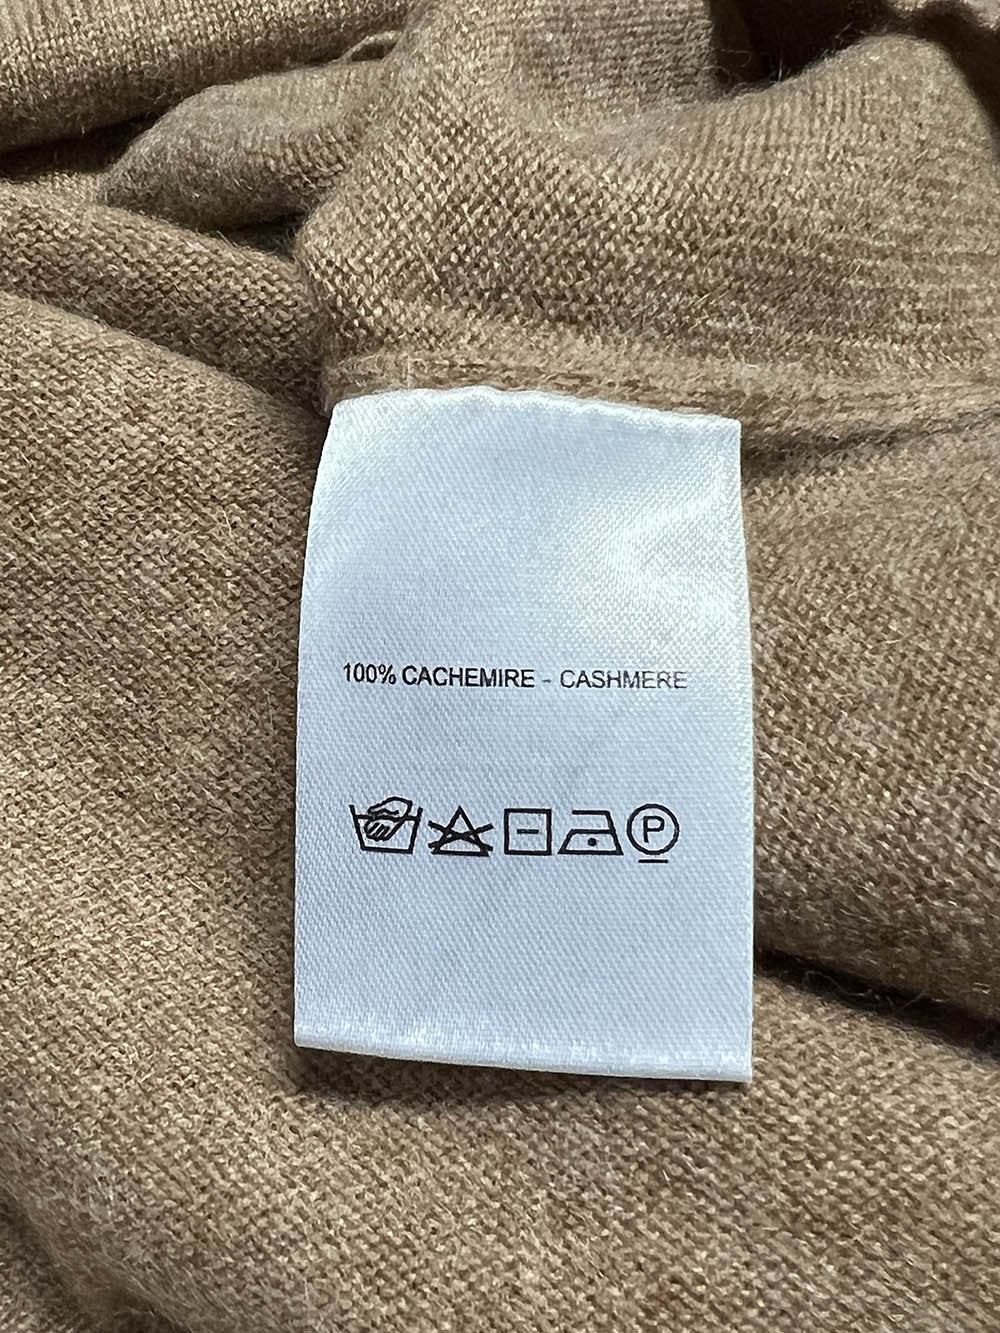 100% CACHEMIRE - CASHMERE
P